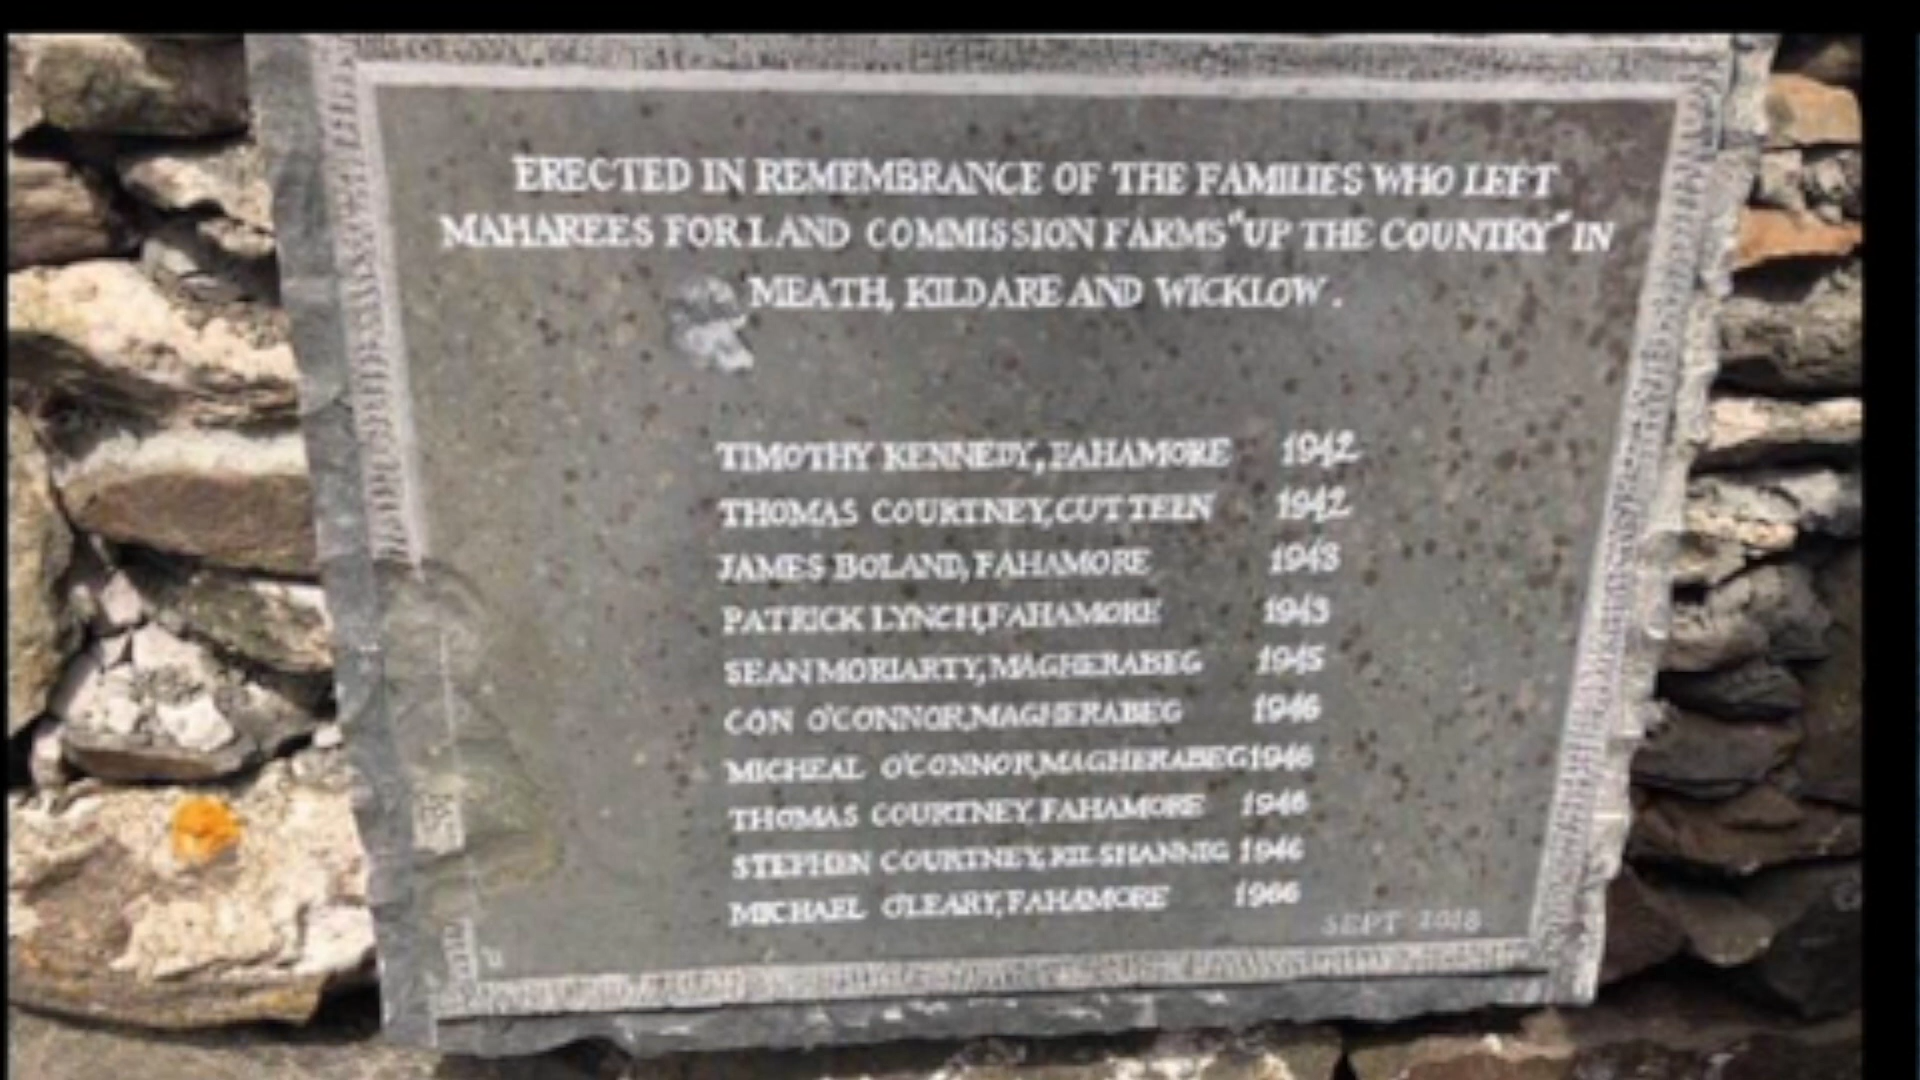 ERECTED IN REMEMBRANCE OF THE FAMILIES WHO LEFT
MAHAREES FOR LAND COMMISSION FARMS "UP THE COUNTRY" IN
MEATH, KILDARE AND WICKLOW.
TIMOTHY KENNEDY, FAHAMORE 1942
THOMAS COURTNEY, CUTTEEN 1942
JAMES BOLAND, FAHAMORE 1943
PATRICK LYNCH, FAHAMORE 1943
SEAN MORIARTY, MAGHERABEG 1945
CON O'CONNOR, MAGHERABEG 1946
MICHEAL O'CONNOR, MAGHERABEG 1946
THOMAS COURTNEY, FAHAMORE 1946
STEPHEN COURTNEY, KILSHANNIG 1946
MICHAEL O'LEARY, FAHAMORE 1966
SEPT 2018